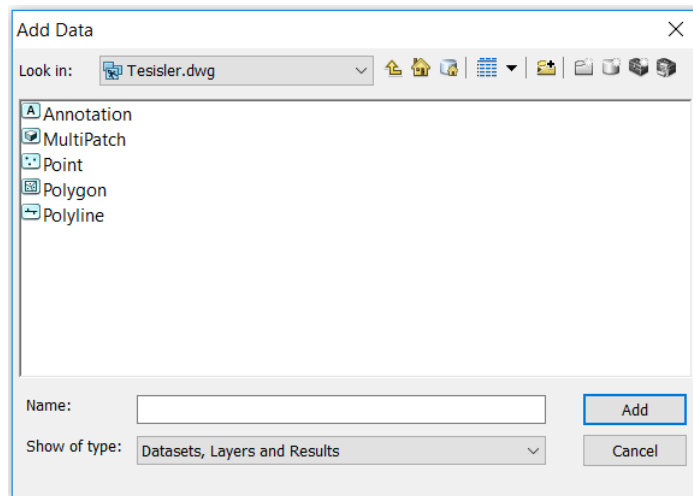 Add Data
Look in: Tesisler.dwg
A Annotation
MultiPatch
Point
Polygon
Polyline
Name: Add
Show of type: Datasets, Layers and Results Cancel